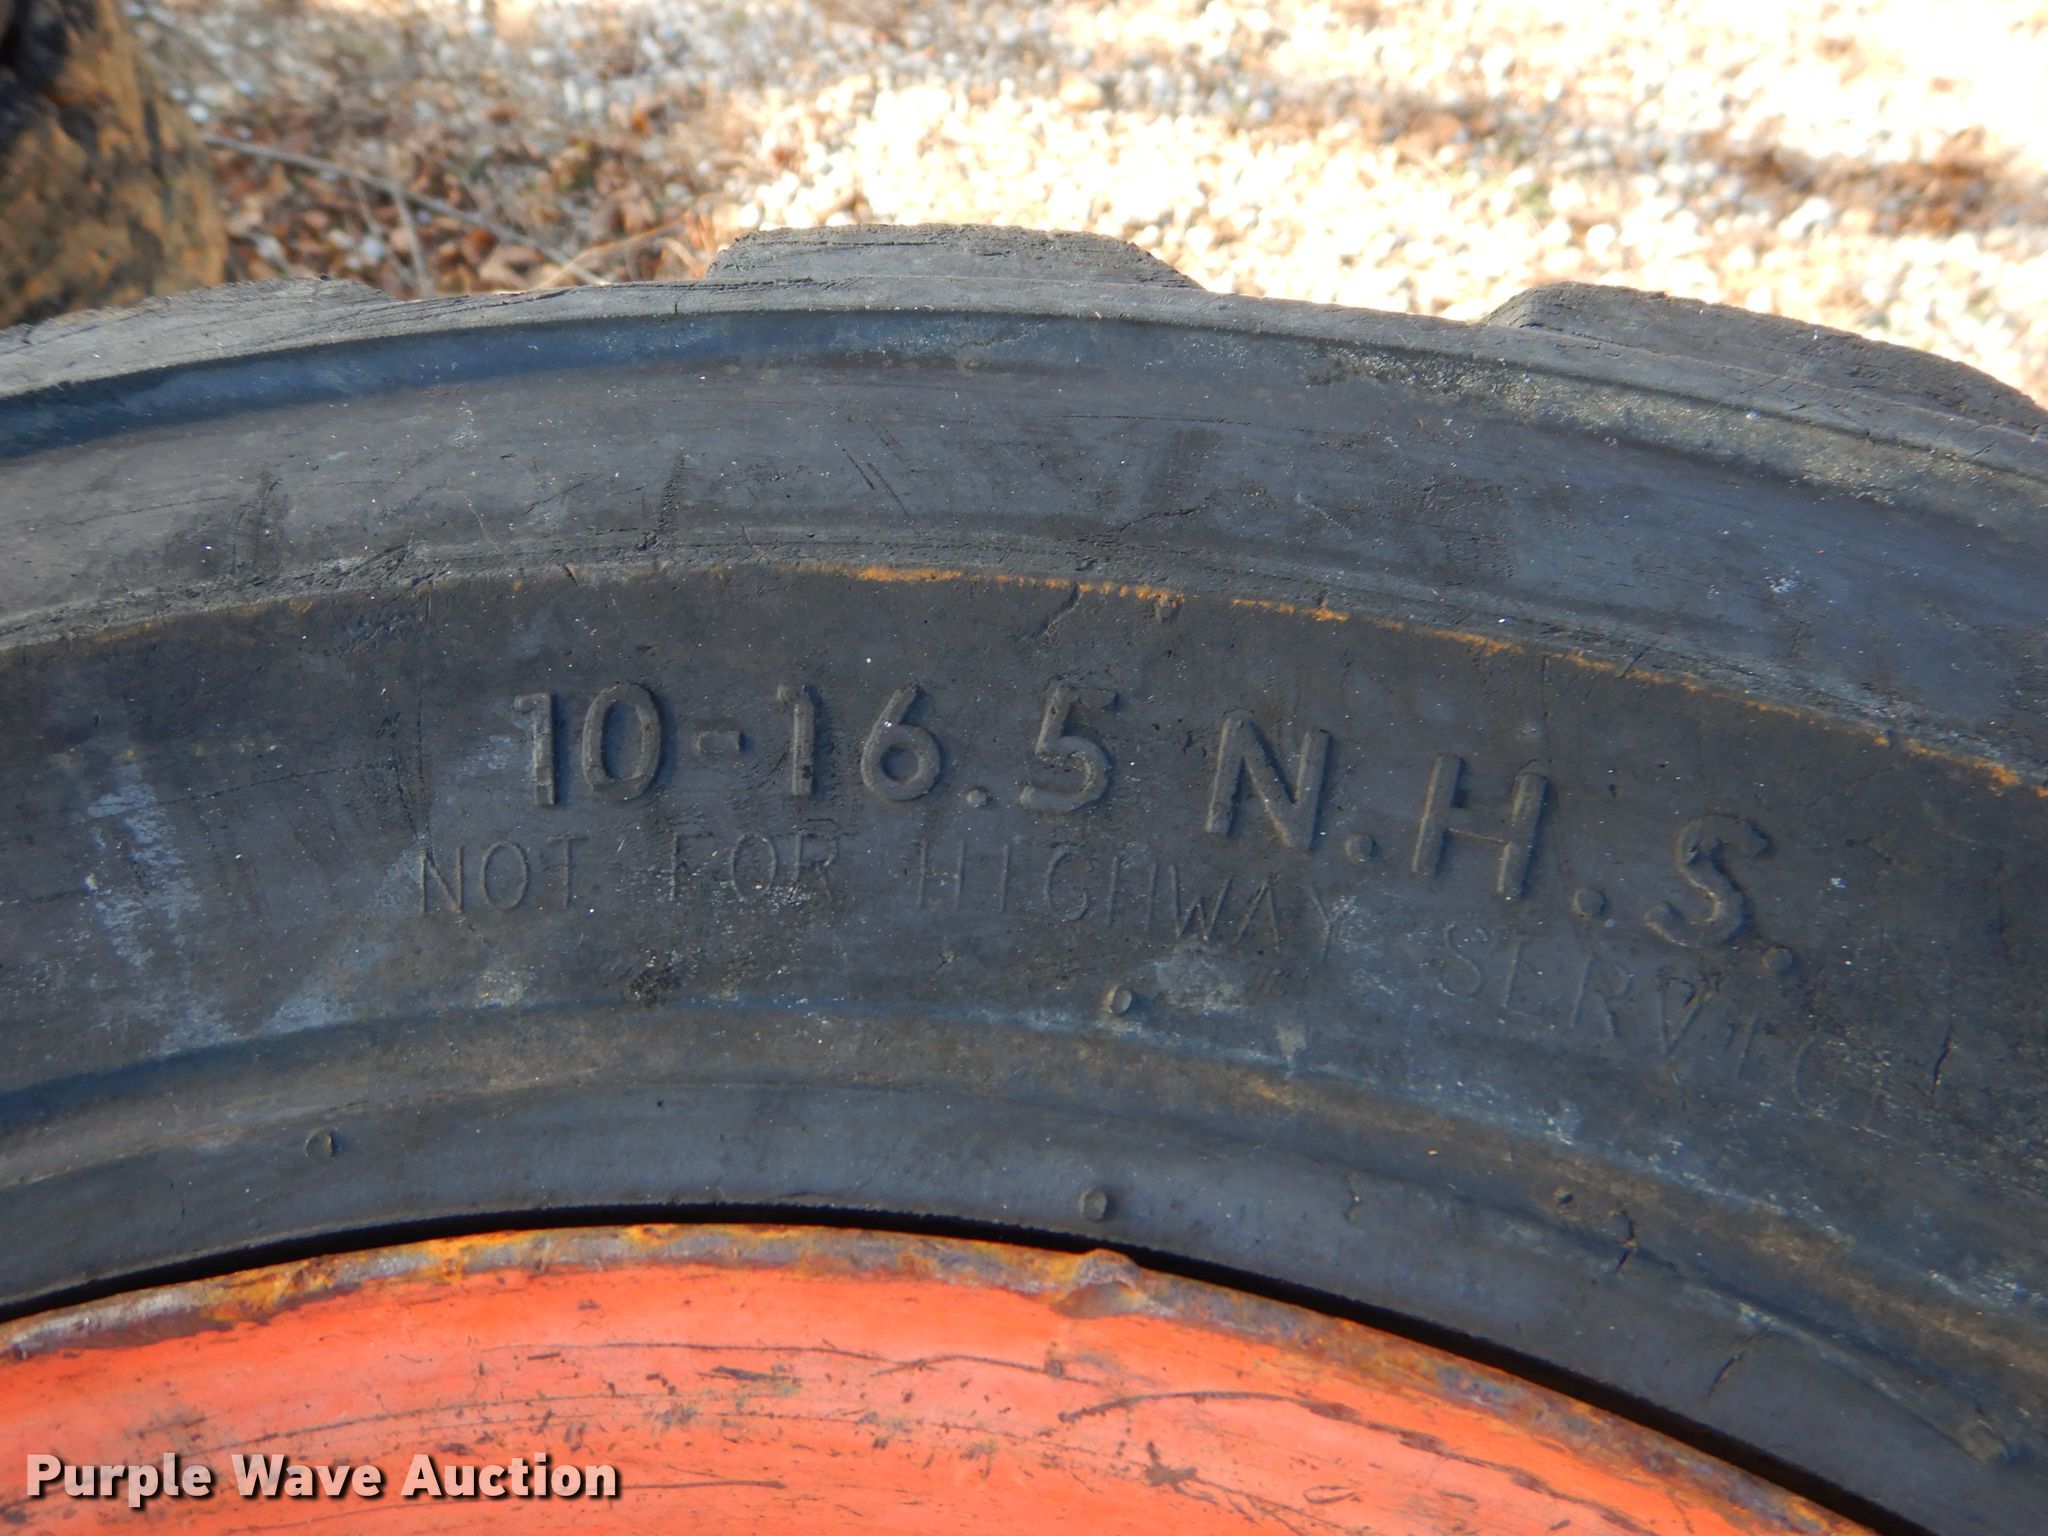 10-16.5 N.H.S.
NOT FOR HIGHWAY SERVICE
Purple Wave Auction